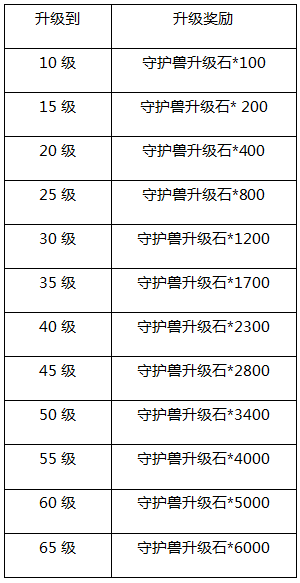 升级到 升级奖励
10 级 守护兽升级石*100
15 级 守护兽升级石* 200
20 级 守护兽升级石*400
25 级 守护兽升级石*800
30 级 守护兽升级石*1200
35 级 守护兽升级石*1700
40 级 守护兽升级石*2300
45 级 守护兽升级石*2800
50 级 守护兽升级石*3400
55 级 守护兽升级石*4000
60 级 守护兽升级石*5000
65 级 守护兽升级石*6000